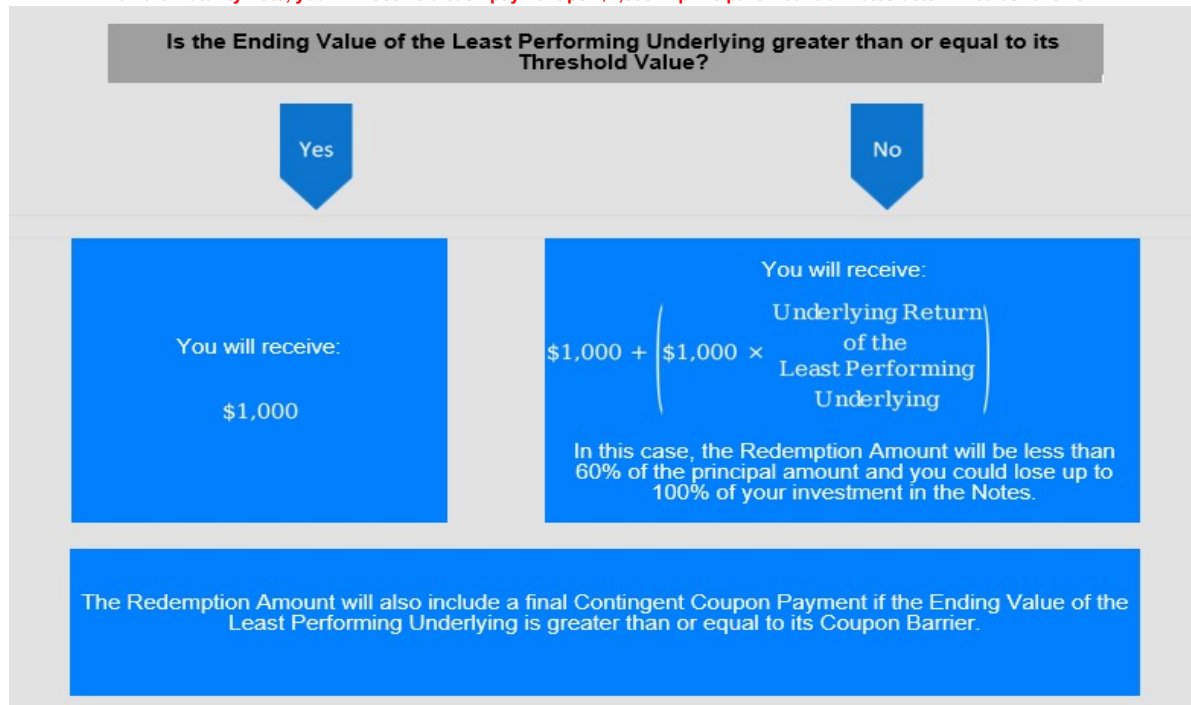 Is the Ending Value of the Least Performing Underlying greater than or equal to its
Threshold Value?
Yes
No
You will receive:
$1,000
You will receive:
$1,000 + ($1,000 × Underlying Return
of the
Least Performing
Underlying)
In this case, the Redemption Amount will be less than
60% of the principal amount and you could lose up to
100% of your investment in the Notes.
The Redemption Amount will also include a final Contingent Coupon Payment if the Ending Value of the
Least Performing Underlying is greater than or equal to its Coupon Barrier.